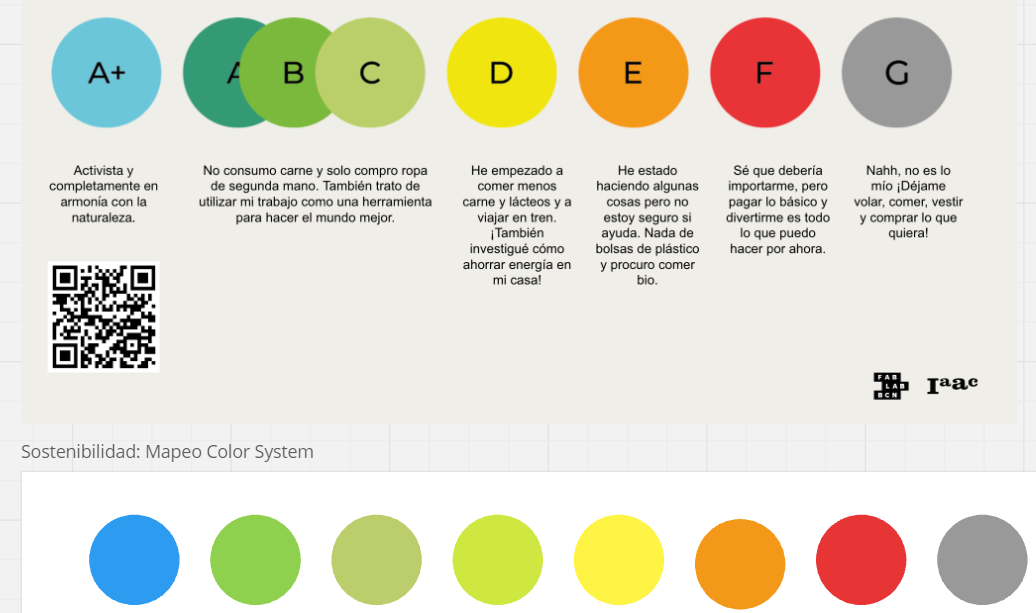 A+
A
B
C
D
E
F
G
Activista y
completamente en
armonía con la
naturaleza.
No consumo carne y solo compro ropa
de segunda mano. También trato de
utilizar mi trabajo como una herramienta
para hacer el mundo mejor.
He empezado a
comer menos
carne y lácteos y a
viajar en tren.
¡También
investigué cómo
ahorrar energía en
mi casa!
He estado
haciendo algunas
cosas pero no
estoy seguro si
ayuda. Nada de
bolsas de plástico
y procuro comer
bio.
Sé que debería
importarme, pero
pagar lo básico y
divertirme es todo
lo que puedo
hacer por ahora.
Nahh, no es lo
mío ¡Déjame
volar, comer, vestir
y comprar lo que
quiera!
FAB
LAB
BCN
Iaac
Sostenibilidad: Mapeo Color System